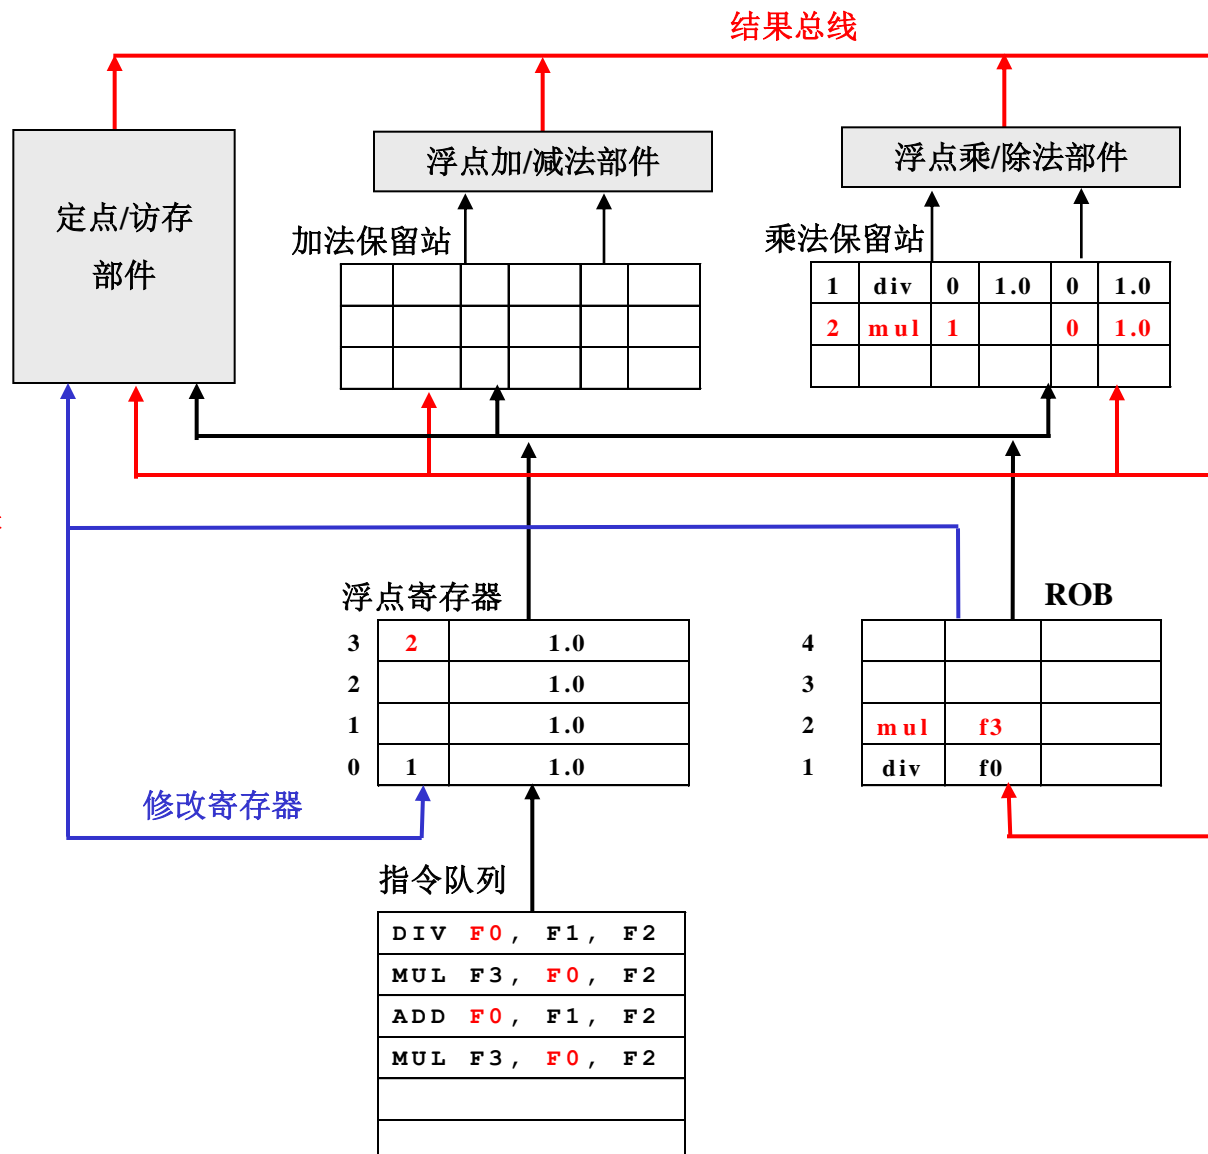 结果总线
定点/访存
部件
浮点加/减法部件
浮点乘/除法部件
加法保留站
乘法保留站
1 div 0 1.0 0 1.0
2 mul 1 0 1.0
浮点寄存器
3 2 1.0
2 1.0
1 1.0
0 1 1.0
ROB
4
3
2 mul f3
1 div f0
修改寄存器
指令队列
DIV F0, F1, F2
MUL F3, F0, F2
ADD F0, F1, F2
MUL F3, F0, F2